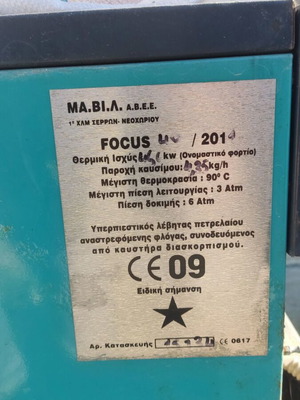 ΜΑ.ΒΙ.Λ. Α.Β.Ε.Ε.
1ο ΧΛΜ ΣΕΡΡΩΝ- ΝΕΟΧΩΡΙΟΥ
FOCUS / 201
Θερμική Ισχύς kw (Ονομαστικό φορτίο)
Παροχή καυσίμου: kg/h
Μέγιστη θερμοκρασία : 90° C
Μέγιστη πίεση λειτουργίας : 3 Atm
Πίεση δοκιμής : 6 Atm
Υπερπιεστικός λέβητας πετρελαίου
αναστρεφόμενης φλόγας, συνοδευόμενος
από καυστήρα διασκορπισμού.
CE 09
Ειδική σήμανση
Αρ. Κατασκευής CE 0617